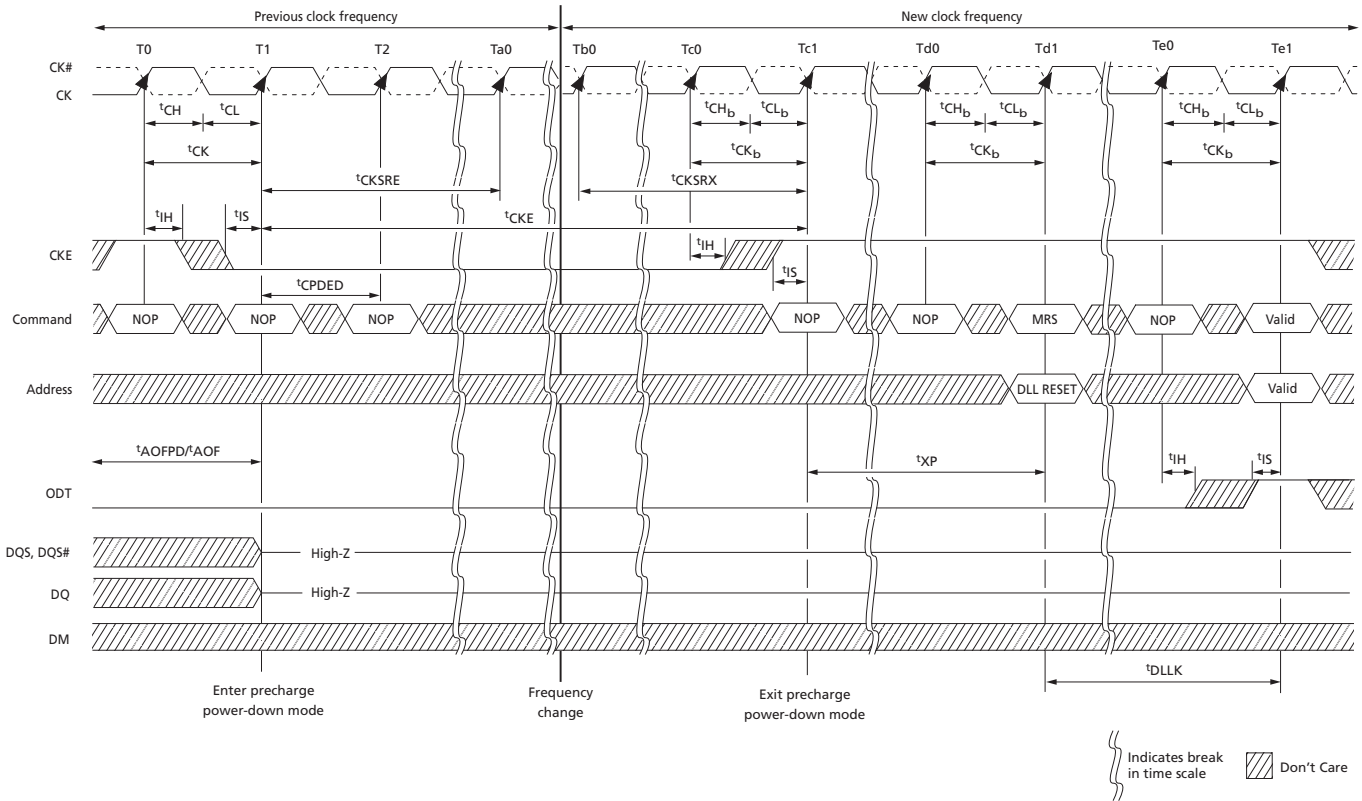 Previous clock frequency New clock frequency
T0 T1 T2 Ta0 Tb0 Tc0 Tc1 Td0 Td1 Te0 Te1
CK#
CK
tCH tCL tCHb tCLb tCHb tCLb tCHb tCLb
tCK tCKb tCKb tCKb
tCKSRE tCKSRX
tIH tIS tCKE
CKE tIH
tIS
tCPDED
Command NOP NOP NOP NOP NOP MRS NOP Valid
Address DLL RESET Valid
tAOFPD/tAOF tXP tIH tIS
ODT
DQS, DQS# High-Z
DQ High-Z
DM
tDLLK
Enter precharge
power-down mode
Frequency
change
Exit precharge
power-down mode
Indicates break
in time scale
Don't Care